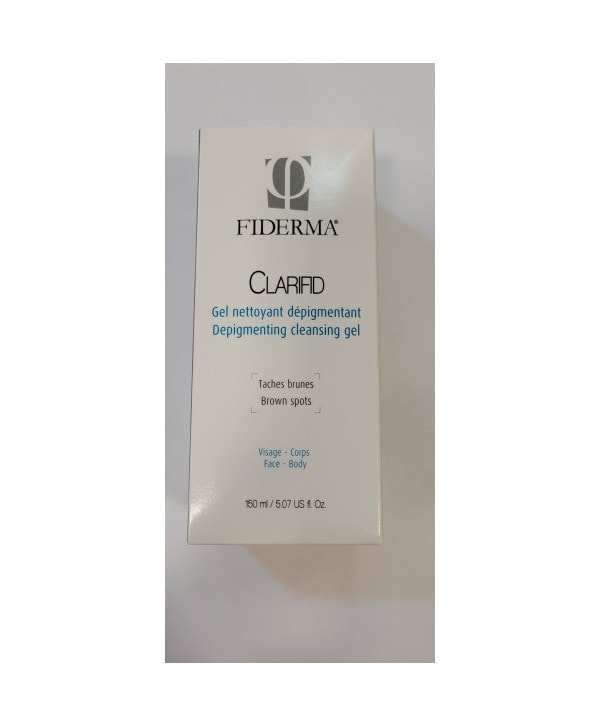 FIDERMA®
CLARIFID
Gel nettoyant dépigmentant
Depigmenting cleansing gel
Taches brunes
Brown spots
Visage - Corps
Face - Body
150 ml / 5.07 US fl. Oz.